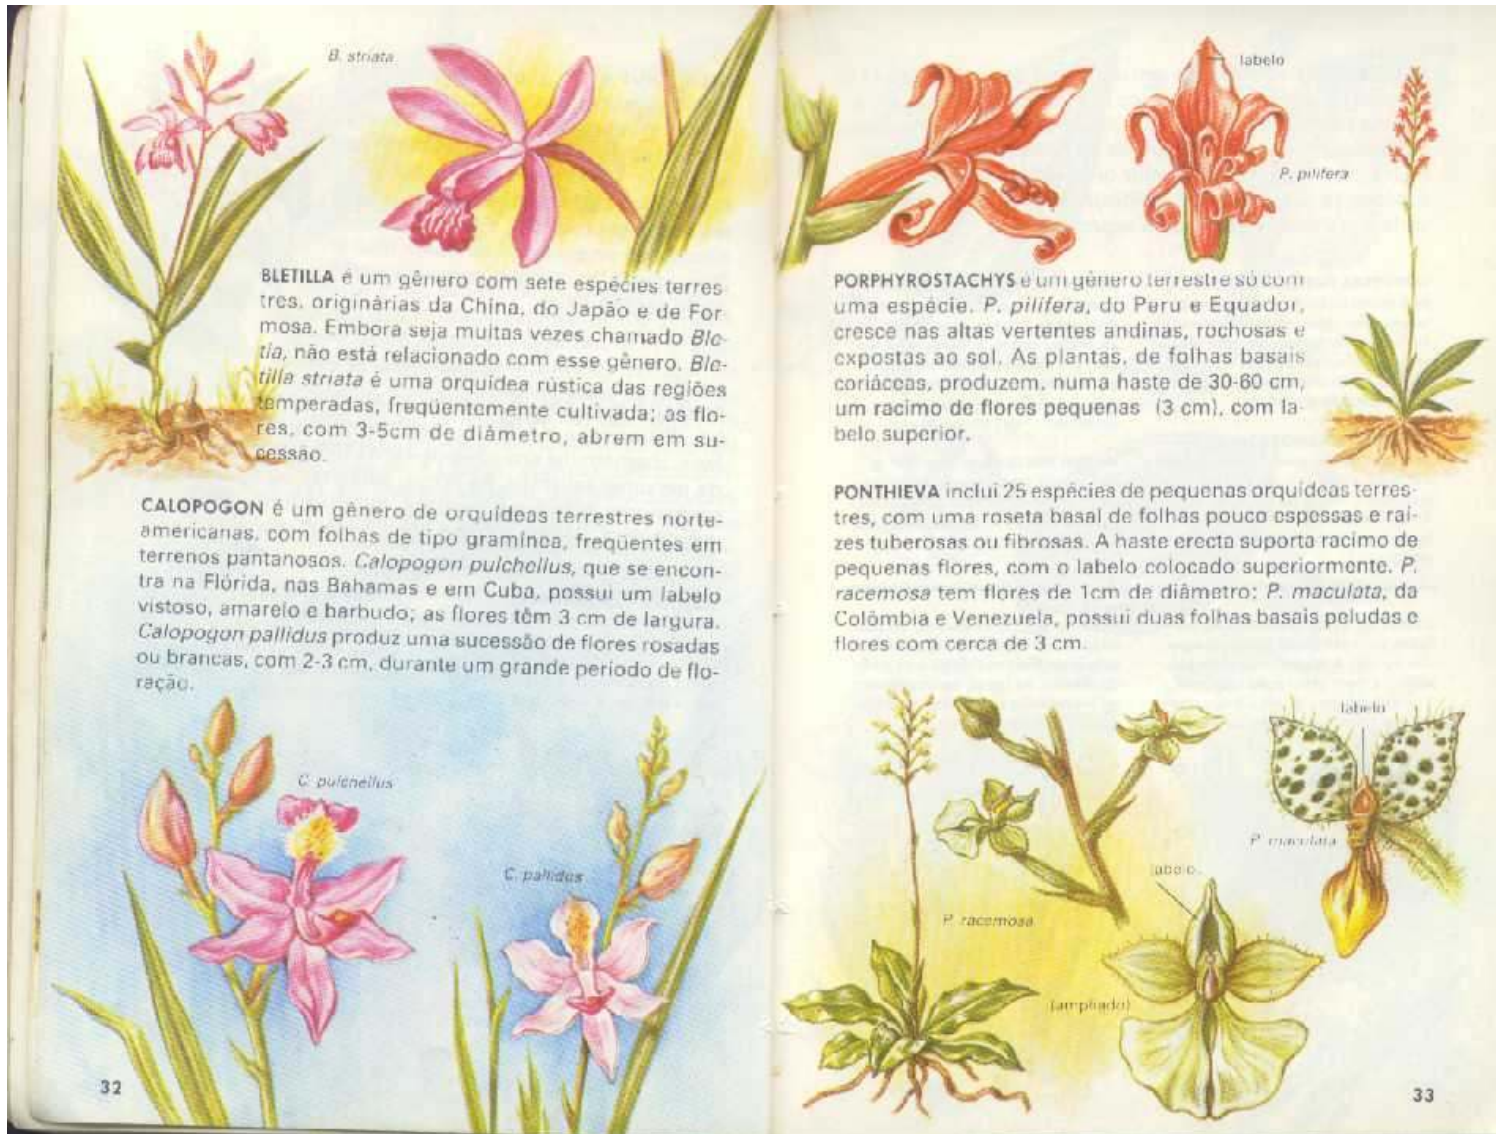 B. striata
BLETILLA é um gênero com sete espécies terres
tres, originárias da China, do Japão e de For
mosa. Embora seja muitas vezes chamado Ble-
tia, não está relacionado com esse gênero. Ble-
tilla striata é uma orquídea rústica das regiões
temperadas, freqüentemente cultivada; as flo-
res, com 3-5cm de diâmetro, abrem em su-
cessão.
CALOPOGON é um gênero de orquídeas terrestres norte-
americanas, com folhas de tipo gramínea, freqüentes em
terrenos pantanosos. Calopogon pulchellus, que se encon-
tra na Flórida, nas Bahamas e em Cuba, possui um labelo
vistoso, amarelo e barbudo; as flores têm 3 cm de largura.
Calopogon pallidus produz uma sucessão de flores rosadas
ou brancas, com 2-3 cm, durante um grande período de flo-
ração.
C. pulchellus
C. pallidus
32
labelo
P. pilifera
PORPHYROSTACHYS é um gênero terrestre só com
uma espécie. P. pilifera, do Peru e Equador,
cresce nas altas vertentes andinas, rochosas e
expostas ao sol. As plantas, de folhas basais
coriáceas, produzem, numa haste de 30-60 cm,
um racimo de flores pequenas (3 cm), com la-
belo superior.
PONTHIEVA inclui 25 espécies de pequenas orquídeas terres-
tres, com uma roseta basal de folhas pouco espessas e raí-
zes tuberosas ou fibrosas. A haste erecta suporta racimo de
pequenas flores, com o labelo colocado superiormente. P.
racemosa tem flores de 1cm de diâmetro; P. maculata, da
Colômbia e Venezuela, possui duas folhas basais peludas e
flores com cerca de 3 cm.
labelo
P. maculata
labelo
P. racemosa
(ampliado)
33